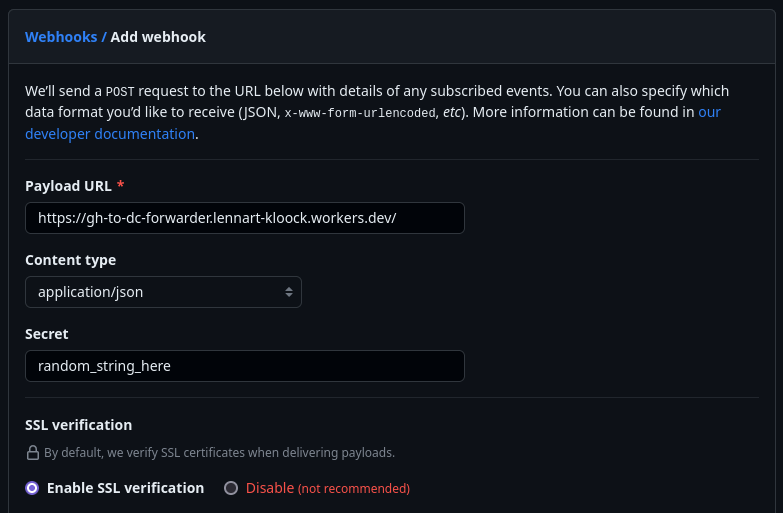 Webhooks / Add webhook
We’ll send a POST request to the URL below with details of any subscribed events. You can also specify which
data format you’d like to receive (JSON, x-www-form-urlencoded, etc). More information can be found in our
developer documentation.
Payload URL *
https://gh-to-dc-forwarder.lennart-kloock.workers.dev/
Content type
application/json
Secret
random_string_here
SSL verification
By default, we verify SSL certificates when delivering payloads.
Enable SSL verification Disable (not recommended)